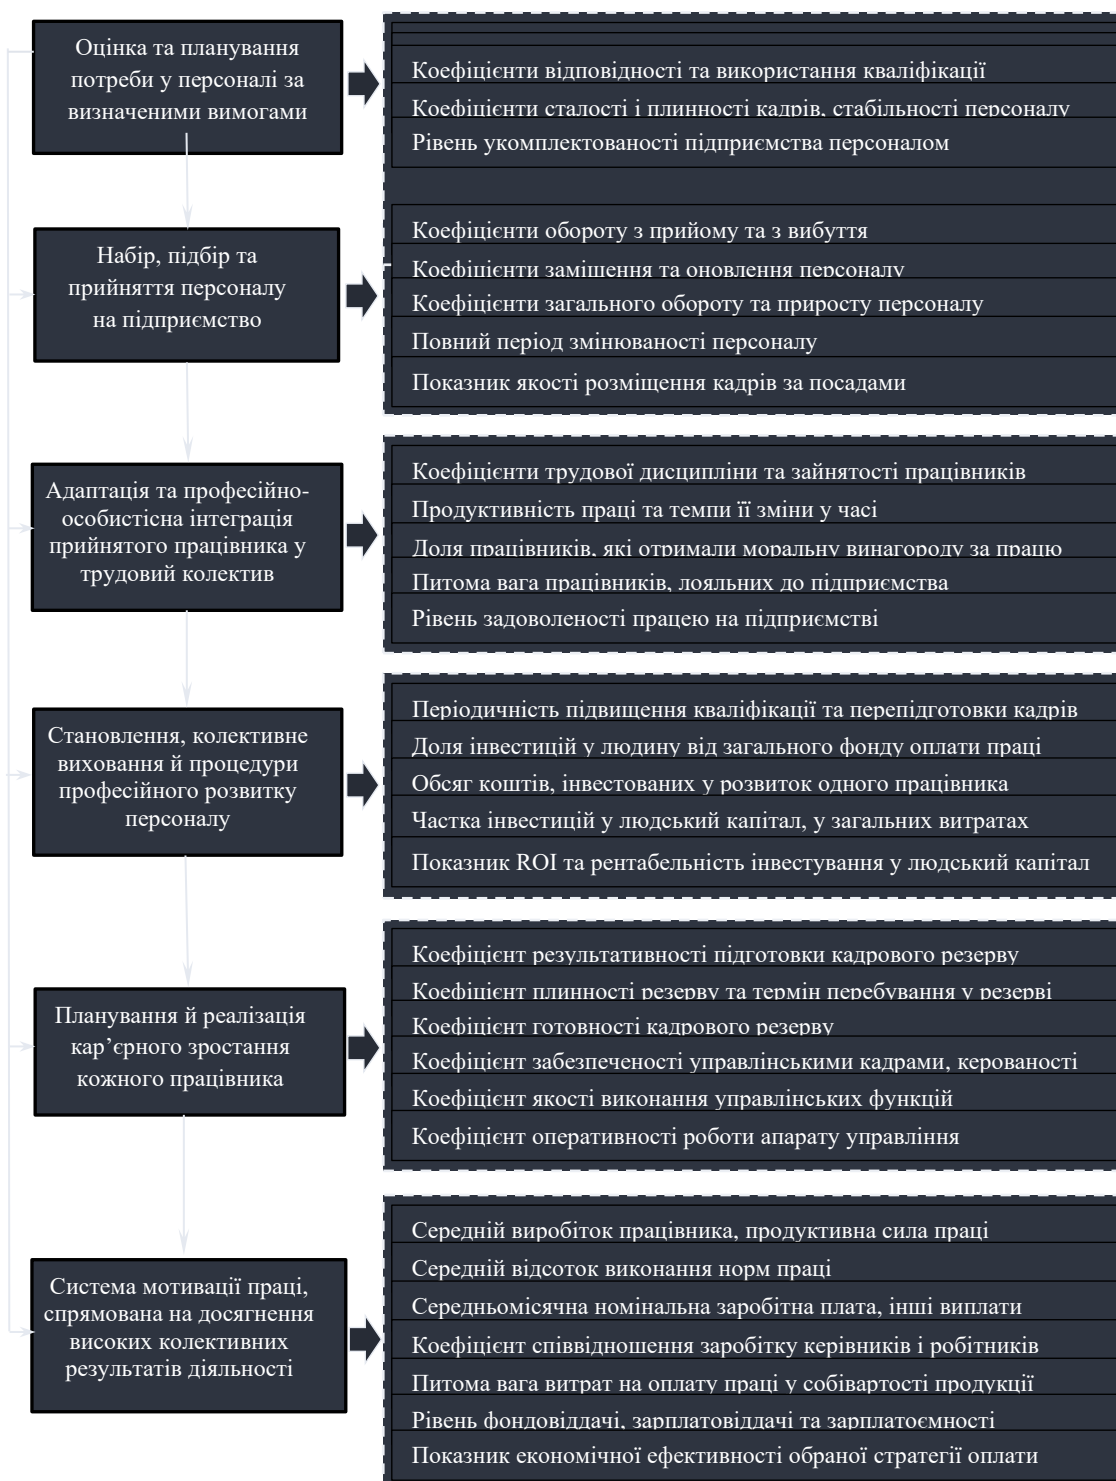 Оцінка та планування
потреби у персоналі за
визначеними вимогами
Коефіцієнти відповідності та використання кваліфікації
Коефіцієнти сталості і плинності кадрів, стабільності персоналу
Рівень укомплектованості підприємства персоналом
Набір, підбір та
прийняття персоналу
на підприємство
Коефіцієнти обороту з прийому та з вибуття
Коефіцієнти заміщення та оновлення персоналу
Коефіцієнти загального обороту та приросту персоналу
Повний період змінюваності персоналу
Показник якості розміщення кадрів за посадами
Адаптація та професійно-
особистісна інтеграція
прийнятого працівника у
трудовий колектив
Коефіцієнти трудової дисципліни та зайнятості працівників
Продуктивність праці та темпи її зміни у часі
Доля працівників, які отримали моральну винагороду за працю
Питома вага працівників, лояльних до підприємства
Рівень задоволеності працею на підприємстві
Становлення, колективне
виховання й процедури
професійного розвитку
персоналу
Періодичність підвищення кваліфікації та перепідготовки кадрів
Доля інвестицій у людину від загального фонду оплати праці
Обсяг коштів, інвестованих у розвиток одного працівника
Частка інвестицій у людський капітал, у загальних витратах
Показник ROI та рентабельність інвестування у людський капітал
Планування й реалізація
кар’єрного зростання
кожного працівника
Коефіцієнт результативності підготовки кадрового резерву
Коефіцієнт плинності резерву та термін перебування у резерві
Коефіцієнт готовності кадрового резерву
Коефіцієнт забезпеченості управлінськими кадрами, керованості
Коефіцієнт якості виконання управлінських функцій
Коефіцієнт оперативності роботи апарату управління
Система мотивації праці,
спрямована на досягнення
високих колективних
результатів діяльності
Середній виробіток працівника, продуктивна сила праці
Середній відсоток виконання норм праці
Середньомісячна номінальна заробітна плата, інші виплати
Коефіцієнт співвідношення заробітку керівників і робітників
Питома вага витрат на оплату праці у собівартості продукції
Рівень фондовіддачі, зарплатовіддачі та зарплатоємності
Показник економічної ефективності обраної стратегії оплати